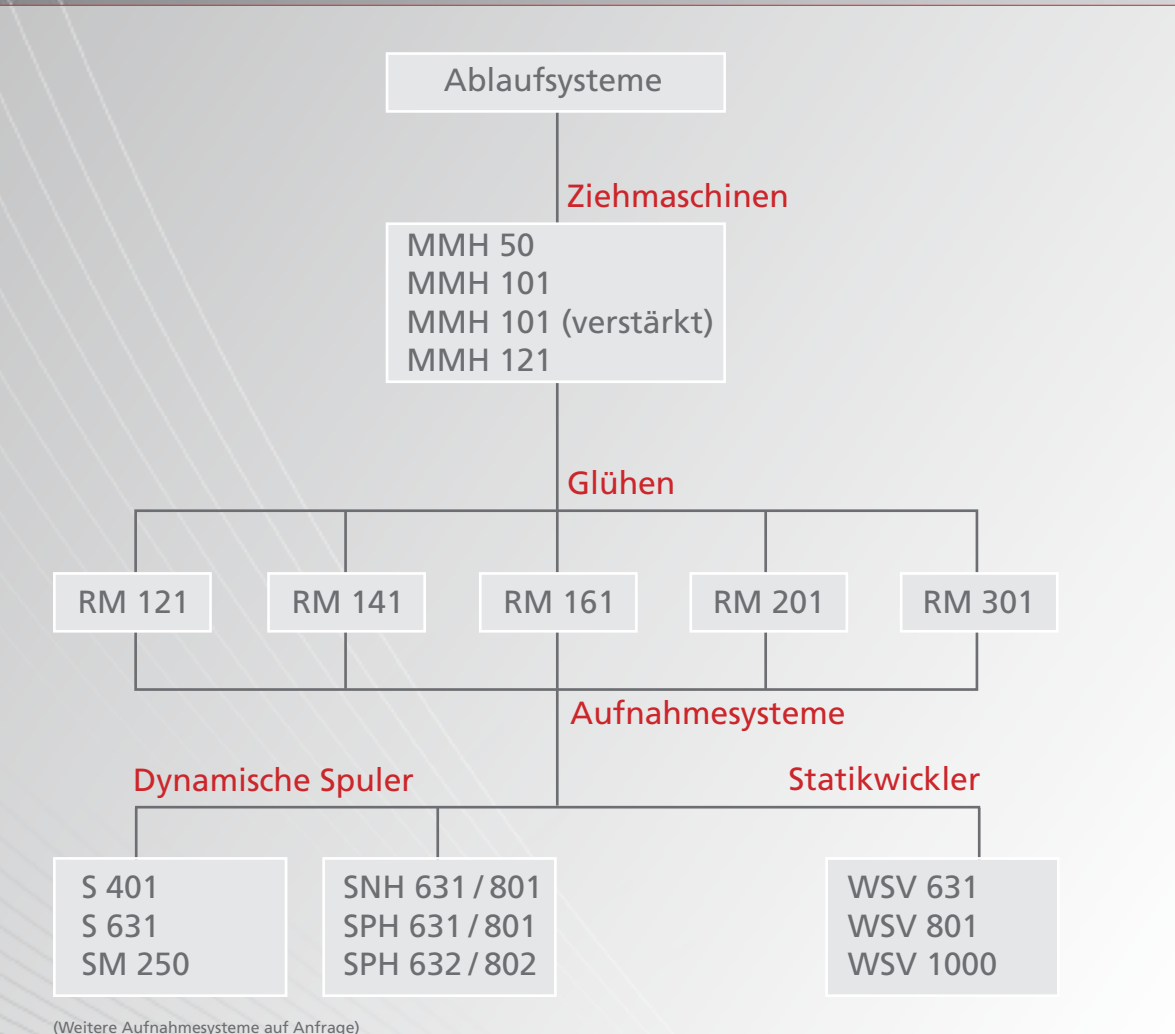 Ablaufsysteme
Ziehmaschinen
MMH 50
MMH 101
MMH 101 (verstärkt)
MMH 121
Glühen
RM 121
RM 141
RM 161
RM 201
RM 301
Aufnahmesysteme
Dynamische Spuler
Statikwickler
S 401
S 631
SM 250
SNH 631 / 801
SPH 631 / 801
SPH 632 / 802
WSV 631
WSV 801
WSV 1000
(Weitere Aufnahmesysteme auf Anfrage)